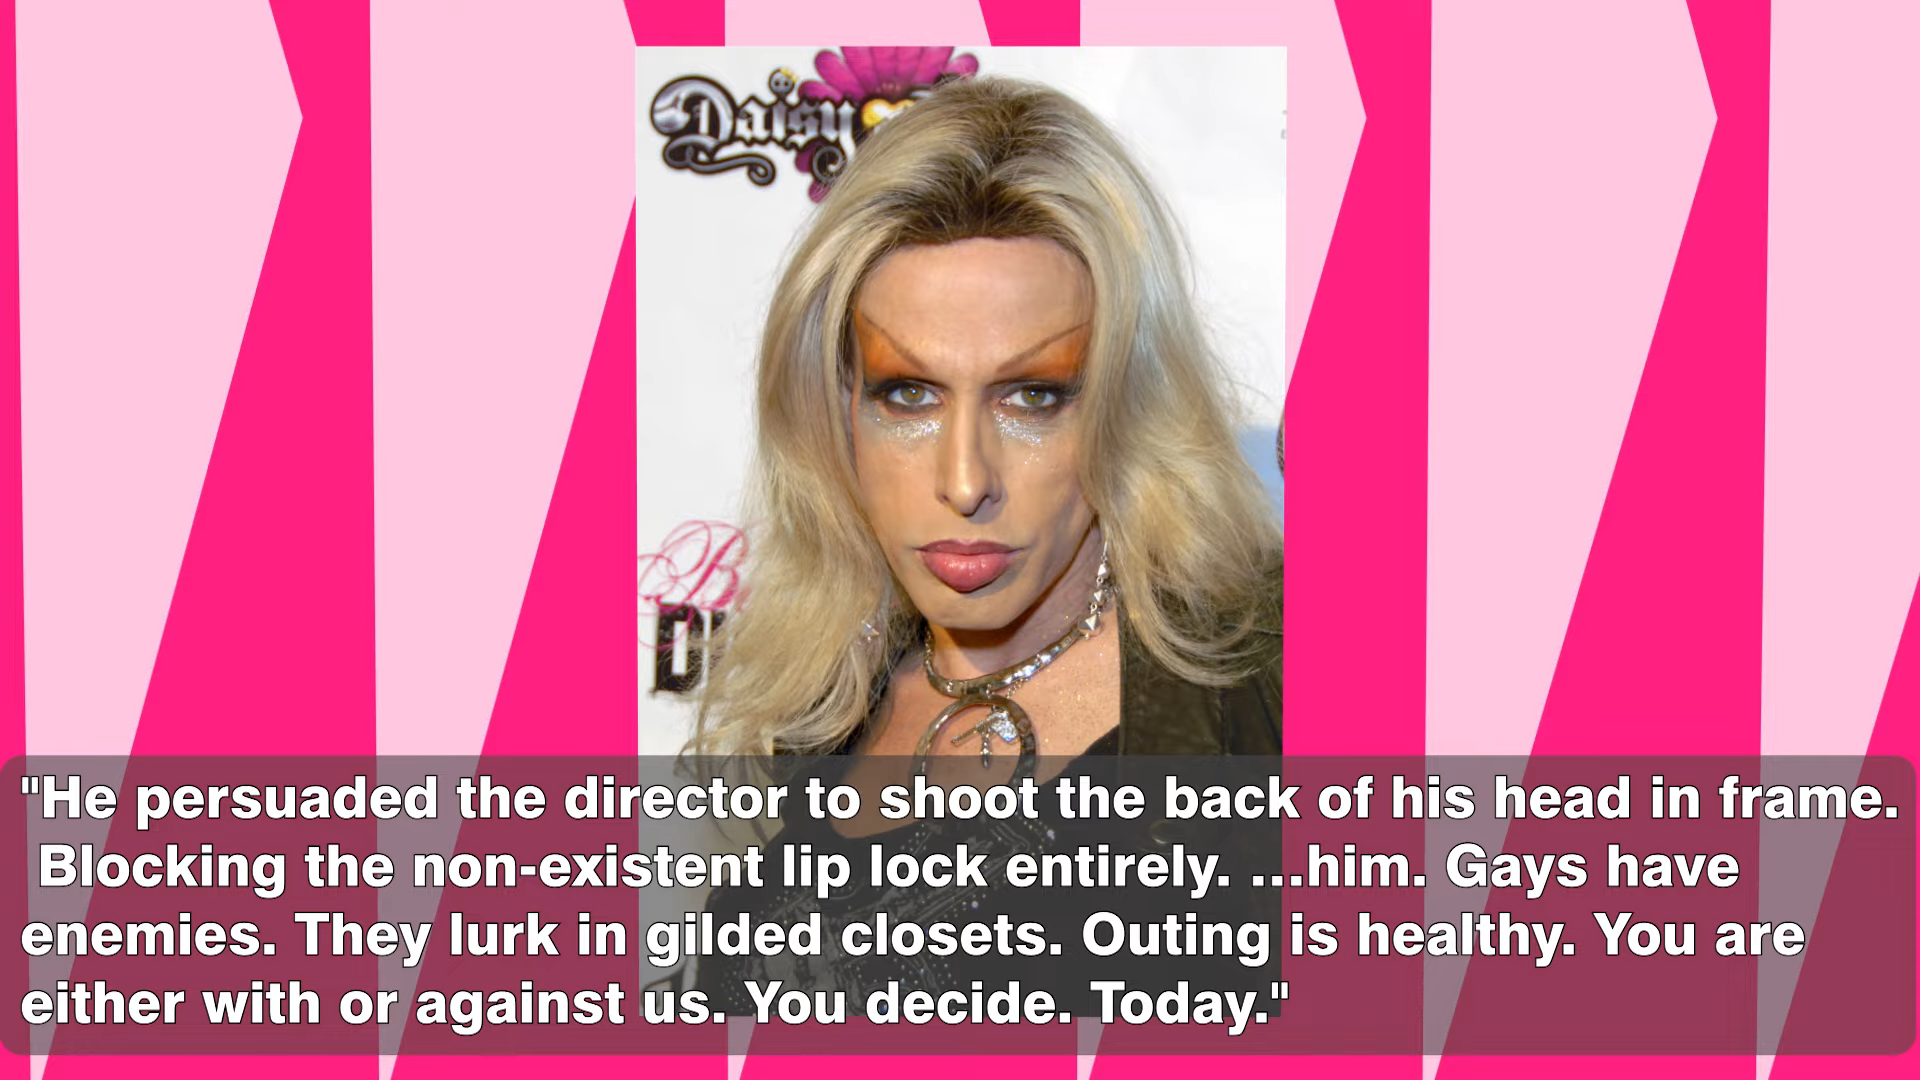 Daisy
B
D
"He persuaded the director to shoot the back of his head in frame.
Blocking the non-existent lip lock entirely. ...him. Gays have
enemies. They lurk in gilded closets. Outing is healthy. You are
either with or against us. You decide. Today."